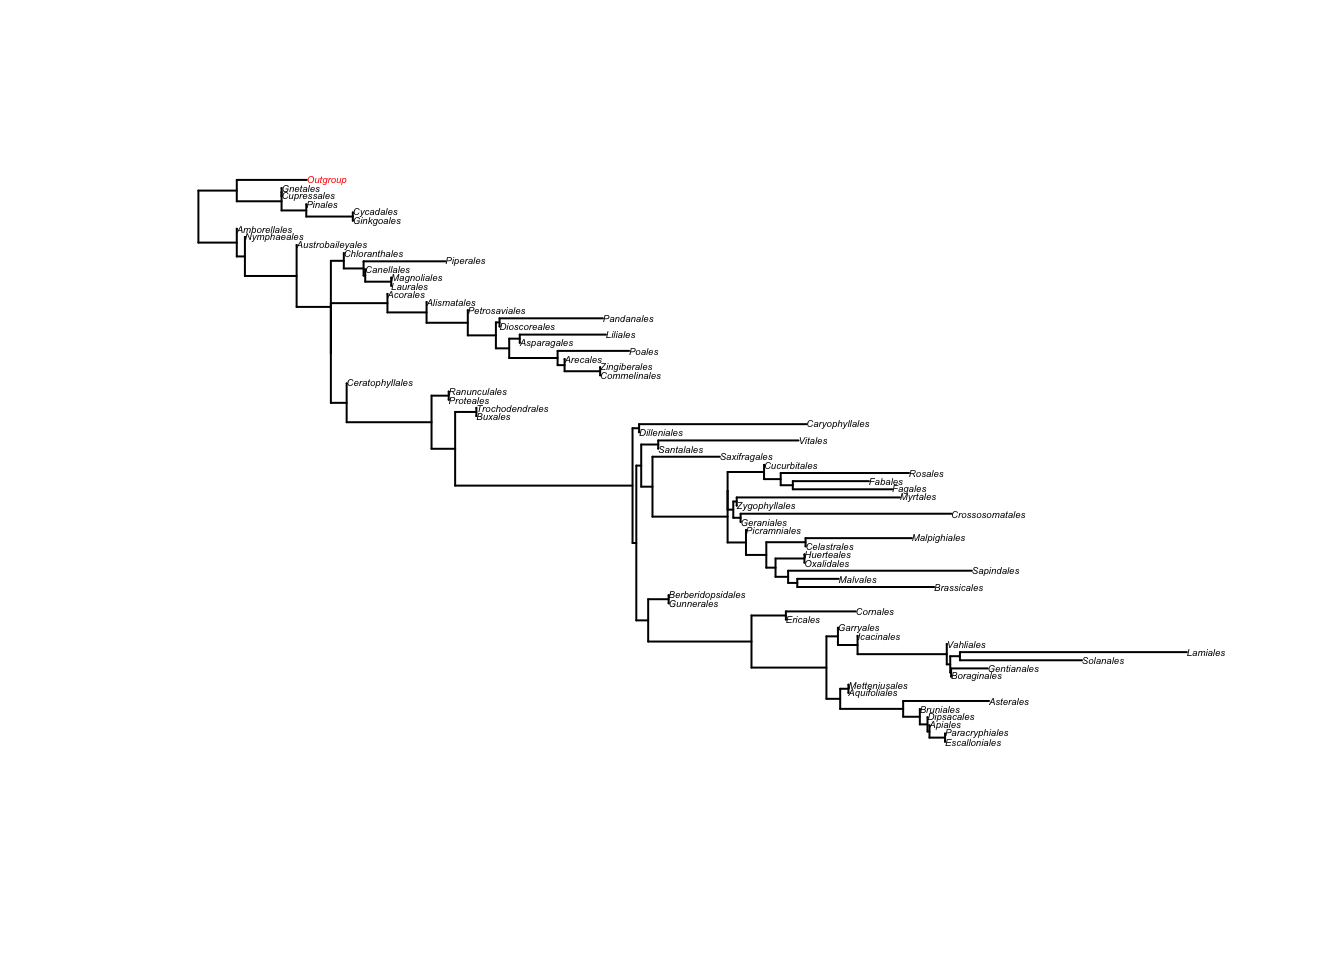 Outgroup
Gnetales
Cupressales
Pinales
Cycadales
Ginkgoales
Amborellales
Nymphaeales
Austrobaileyales
Chloranthales
Piperales
Canellales
Magnoliales
Laurales
Acorales
Alismatales
Petrosaviales
Pandanales
Dioscoreales
Liliales
Asparagales
Poales
Arecales
Zingiberales
Commelinales
Ceratophyllales
Ranunculales
Proteales
Trochodendrales
Buxales
Caryophyllales
Dilleniales
Vitales
Santalales
Saxifragales
Cucurbitales
Rosales
Fabales
Fagales
Myrtales
Zygophyllales
Crossosomatales
Geraniales
Picramniales
Malpighiales
Celastrales
Huerteales
Oxalidales
Sapindales
Malvales
Brassicales
Berberidopsidales
Gunnerales
Cornales
Ericales
Garryales
Icacinales
Vahliales
Lamiales
Solanales
Gentianales
Boraginales
Metteniusales
Aquifoliales
Asterales
Bruniales
Dipsacales
Apiales
Paracryphiales
Escalloniales